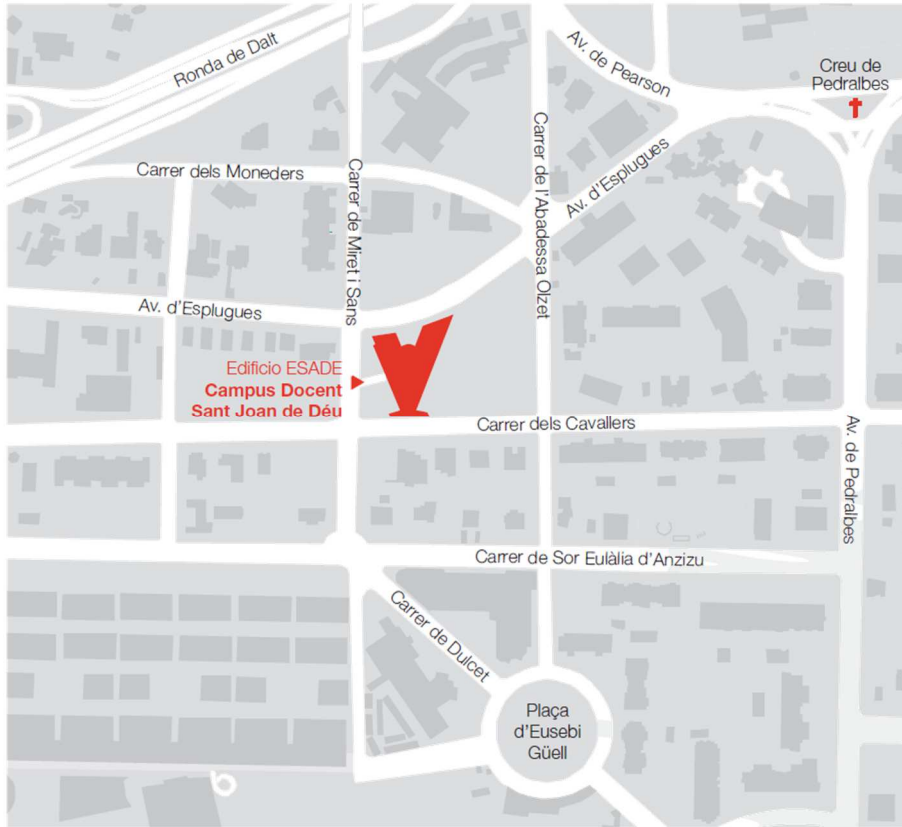 Ronda de Dalt
Av. de Pearson
Creu de
Pedralbes
Carrer dels Moneders
Carrer de Miret i Sans
Carrer de l'Abadessa Olzet
Av. d'Esplugues
Av. d'Esplugues
Edificio ESADE
Campus Docent
Sant Joan de Déu
Carrer dels Cavallers
Av. de Pedralbes
Carrer de Sor Eulàlia d'Anzizu
Carrer de Dulcet
Plaça
d'Eusebi
Güell